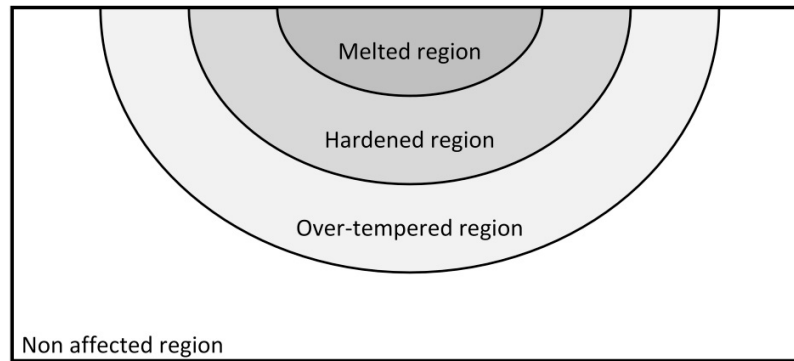 Melted region
Hardened region
Over-tempered region
Non affected region